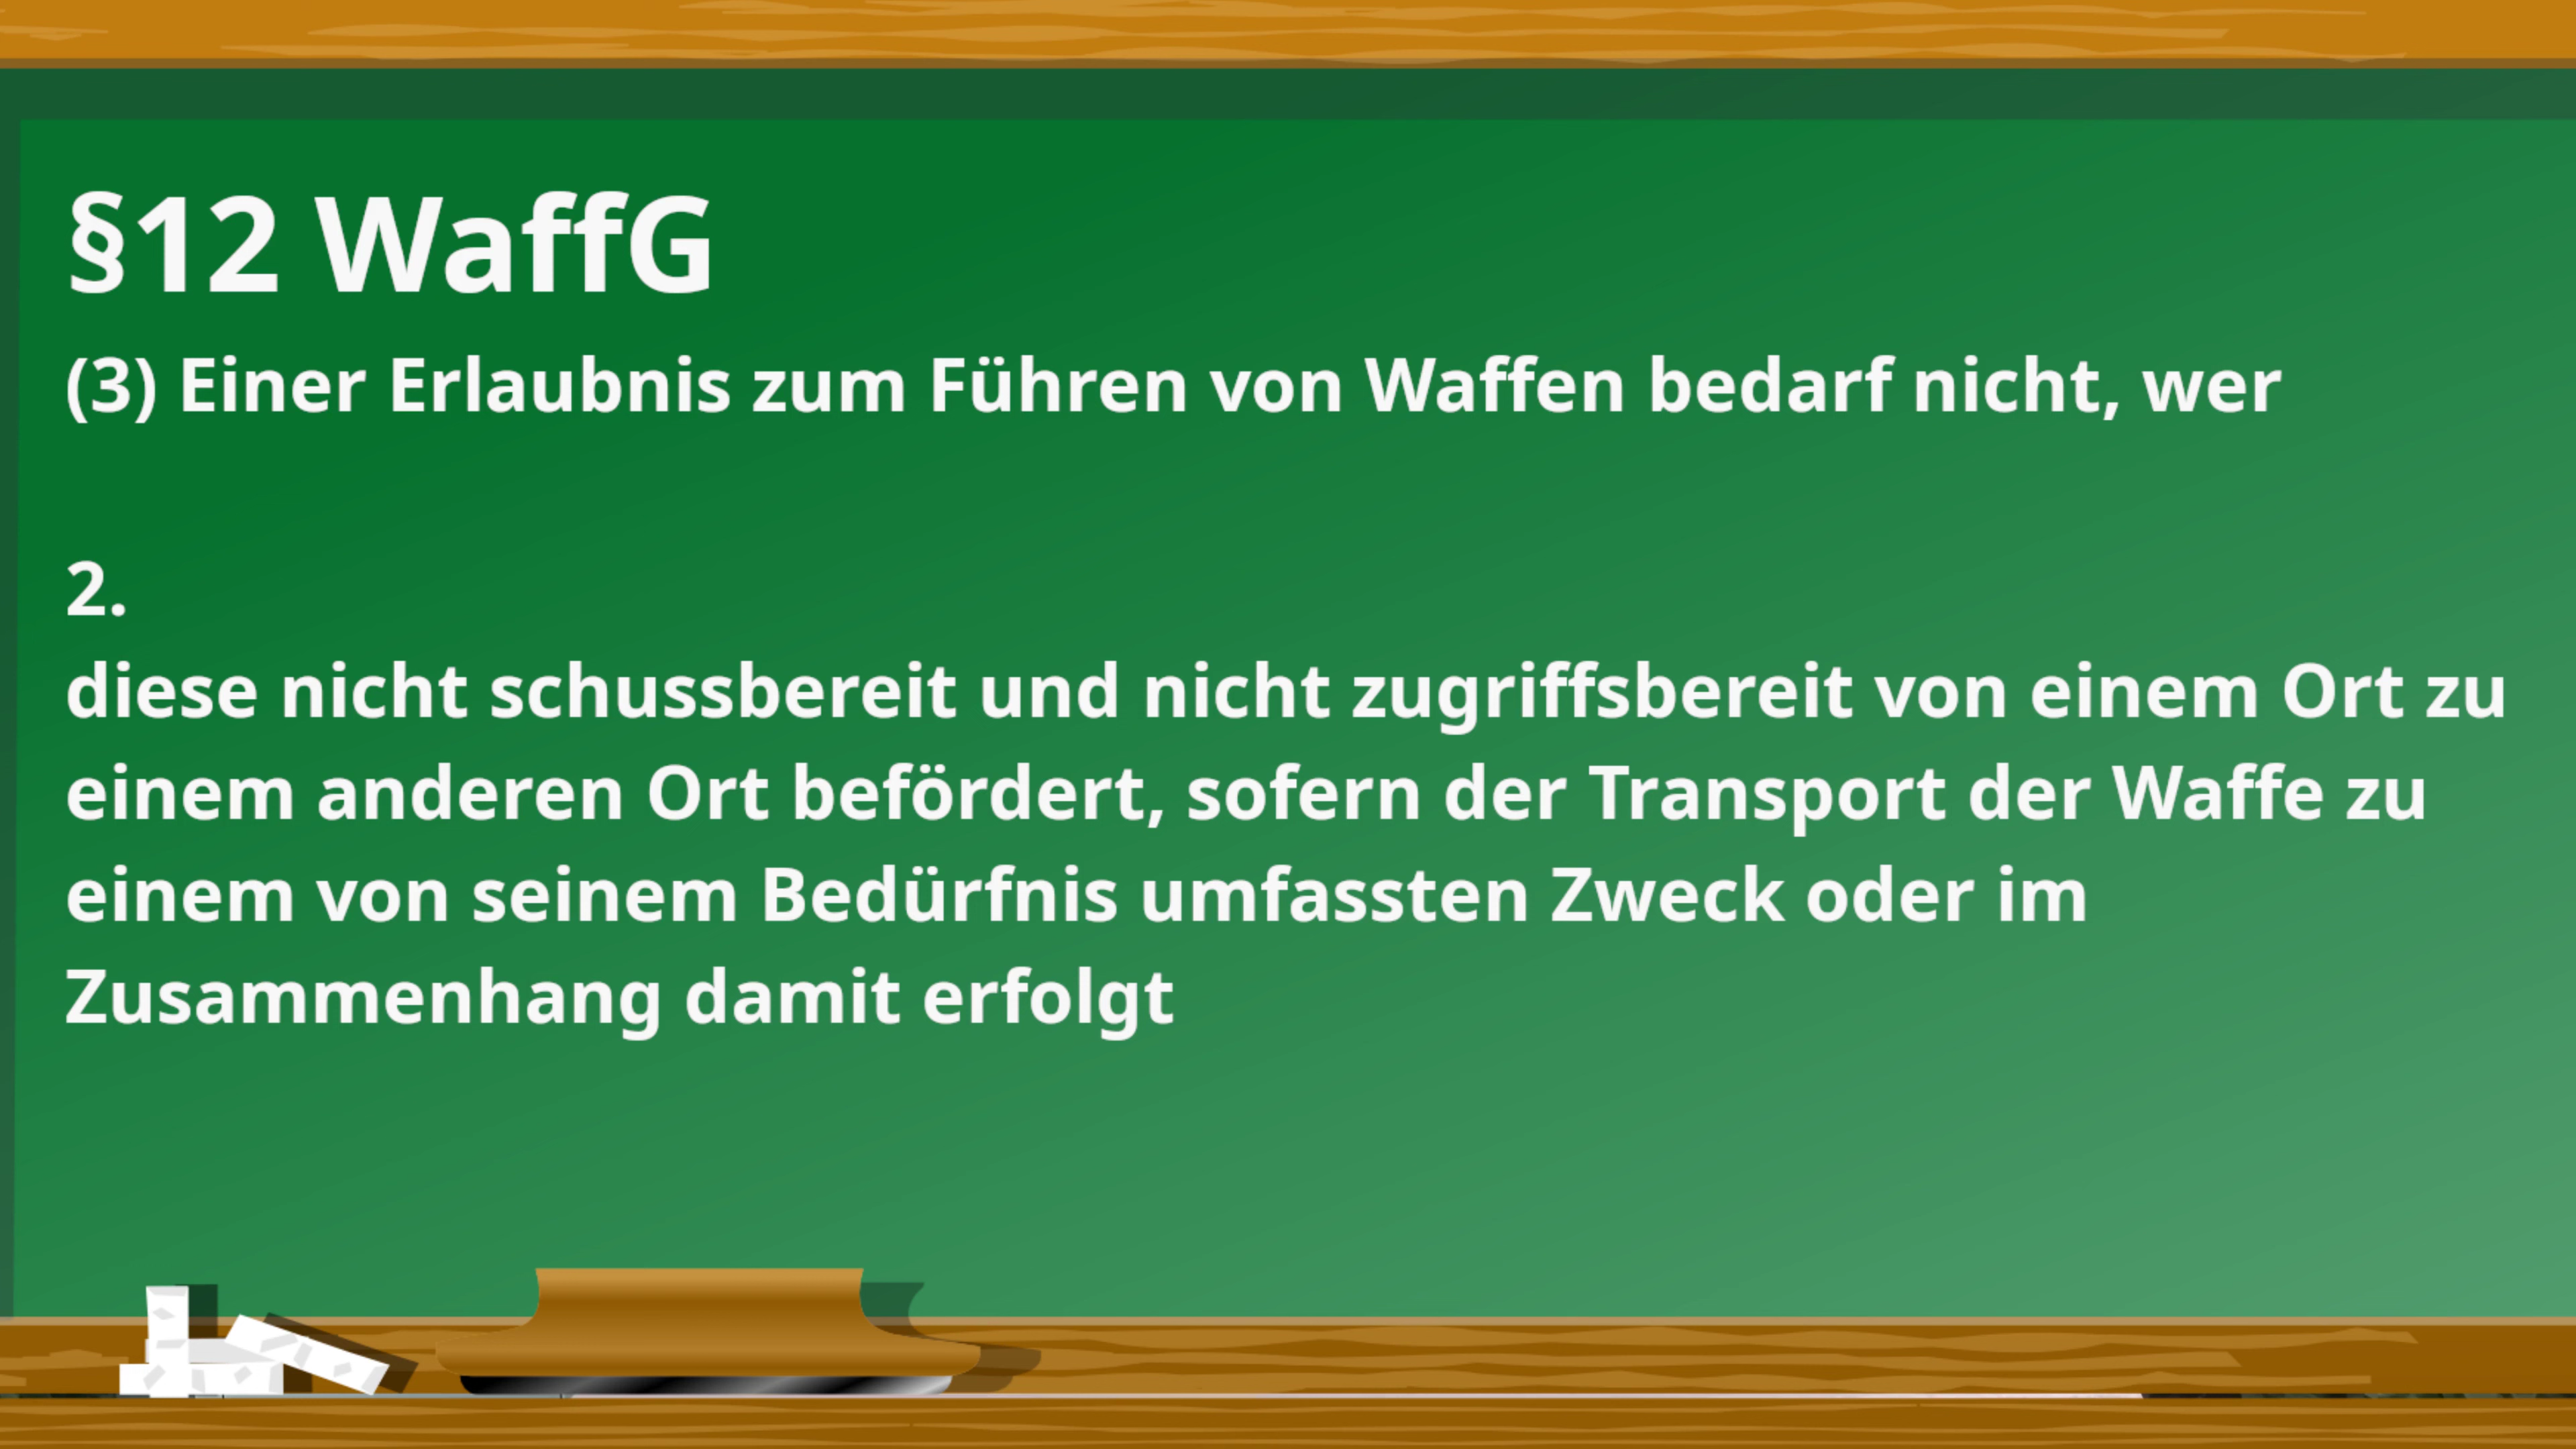 §12 WaffG
(3) Einer Erlaubnis zum Führen von Waffen bedarf nicht, wer
2.
diese nicht schussbereit und nicht zugriffsbereit von einem Ort zu
einem anderen Ort befördert, sofern der Transport der Waffe zu
einem von seinem Bedürfnis umfassten Zweck oder im
Zusammenhang damit erfolgt